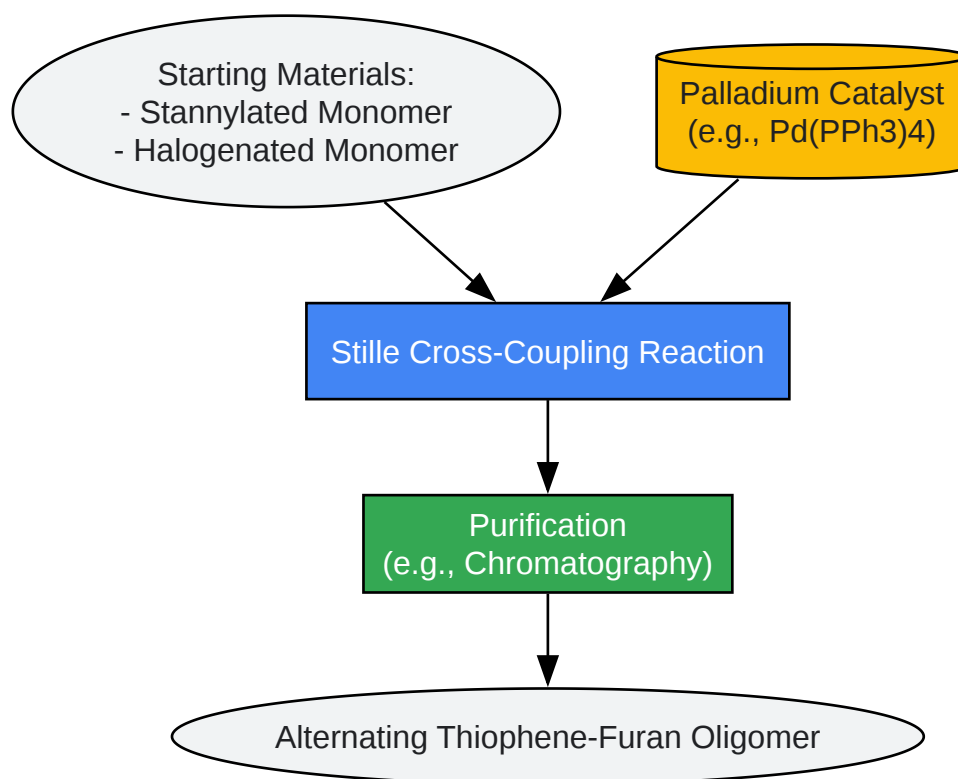 Starting Materials:
- Stannylated Monomer
- Halogenated Monomer
Palladium Catalyst
(e.g., Pd(PPh3)4)
Stille Cross-Coupling Reaction
Purification
(e.g., Chromatography)
Alternating Thiophene-Furan Oligomer